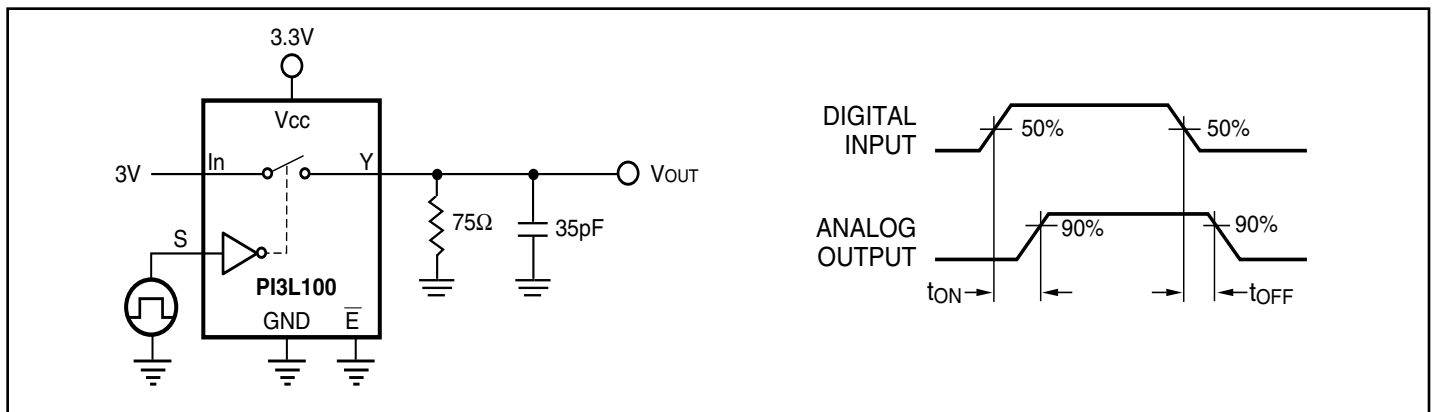 3.3V
Vcc
3V
In
Y
VOUT
75Ω
35pF
S
PI3L100
GND
E̅
DIGITAL
INPUT
50%
50%
ANALOG
OUTPUT
90%
90%
tON
tOFF